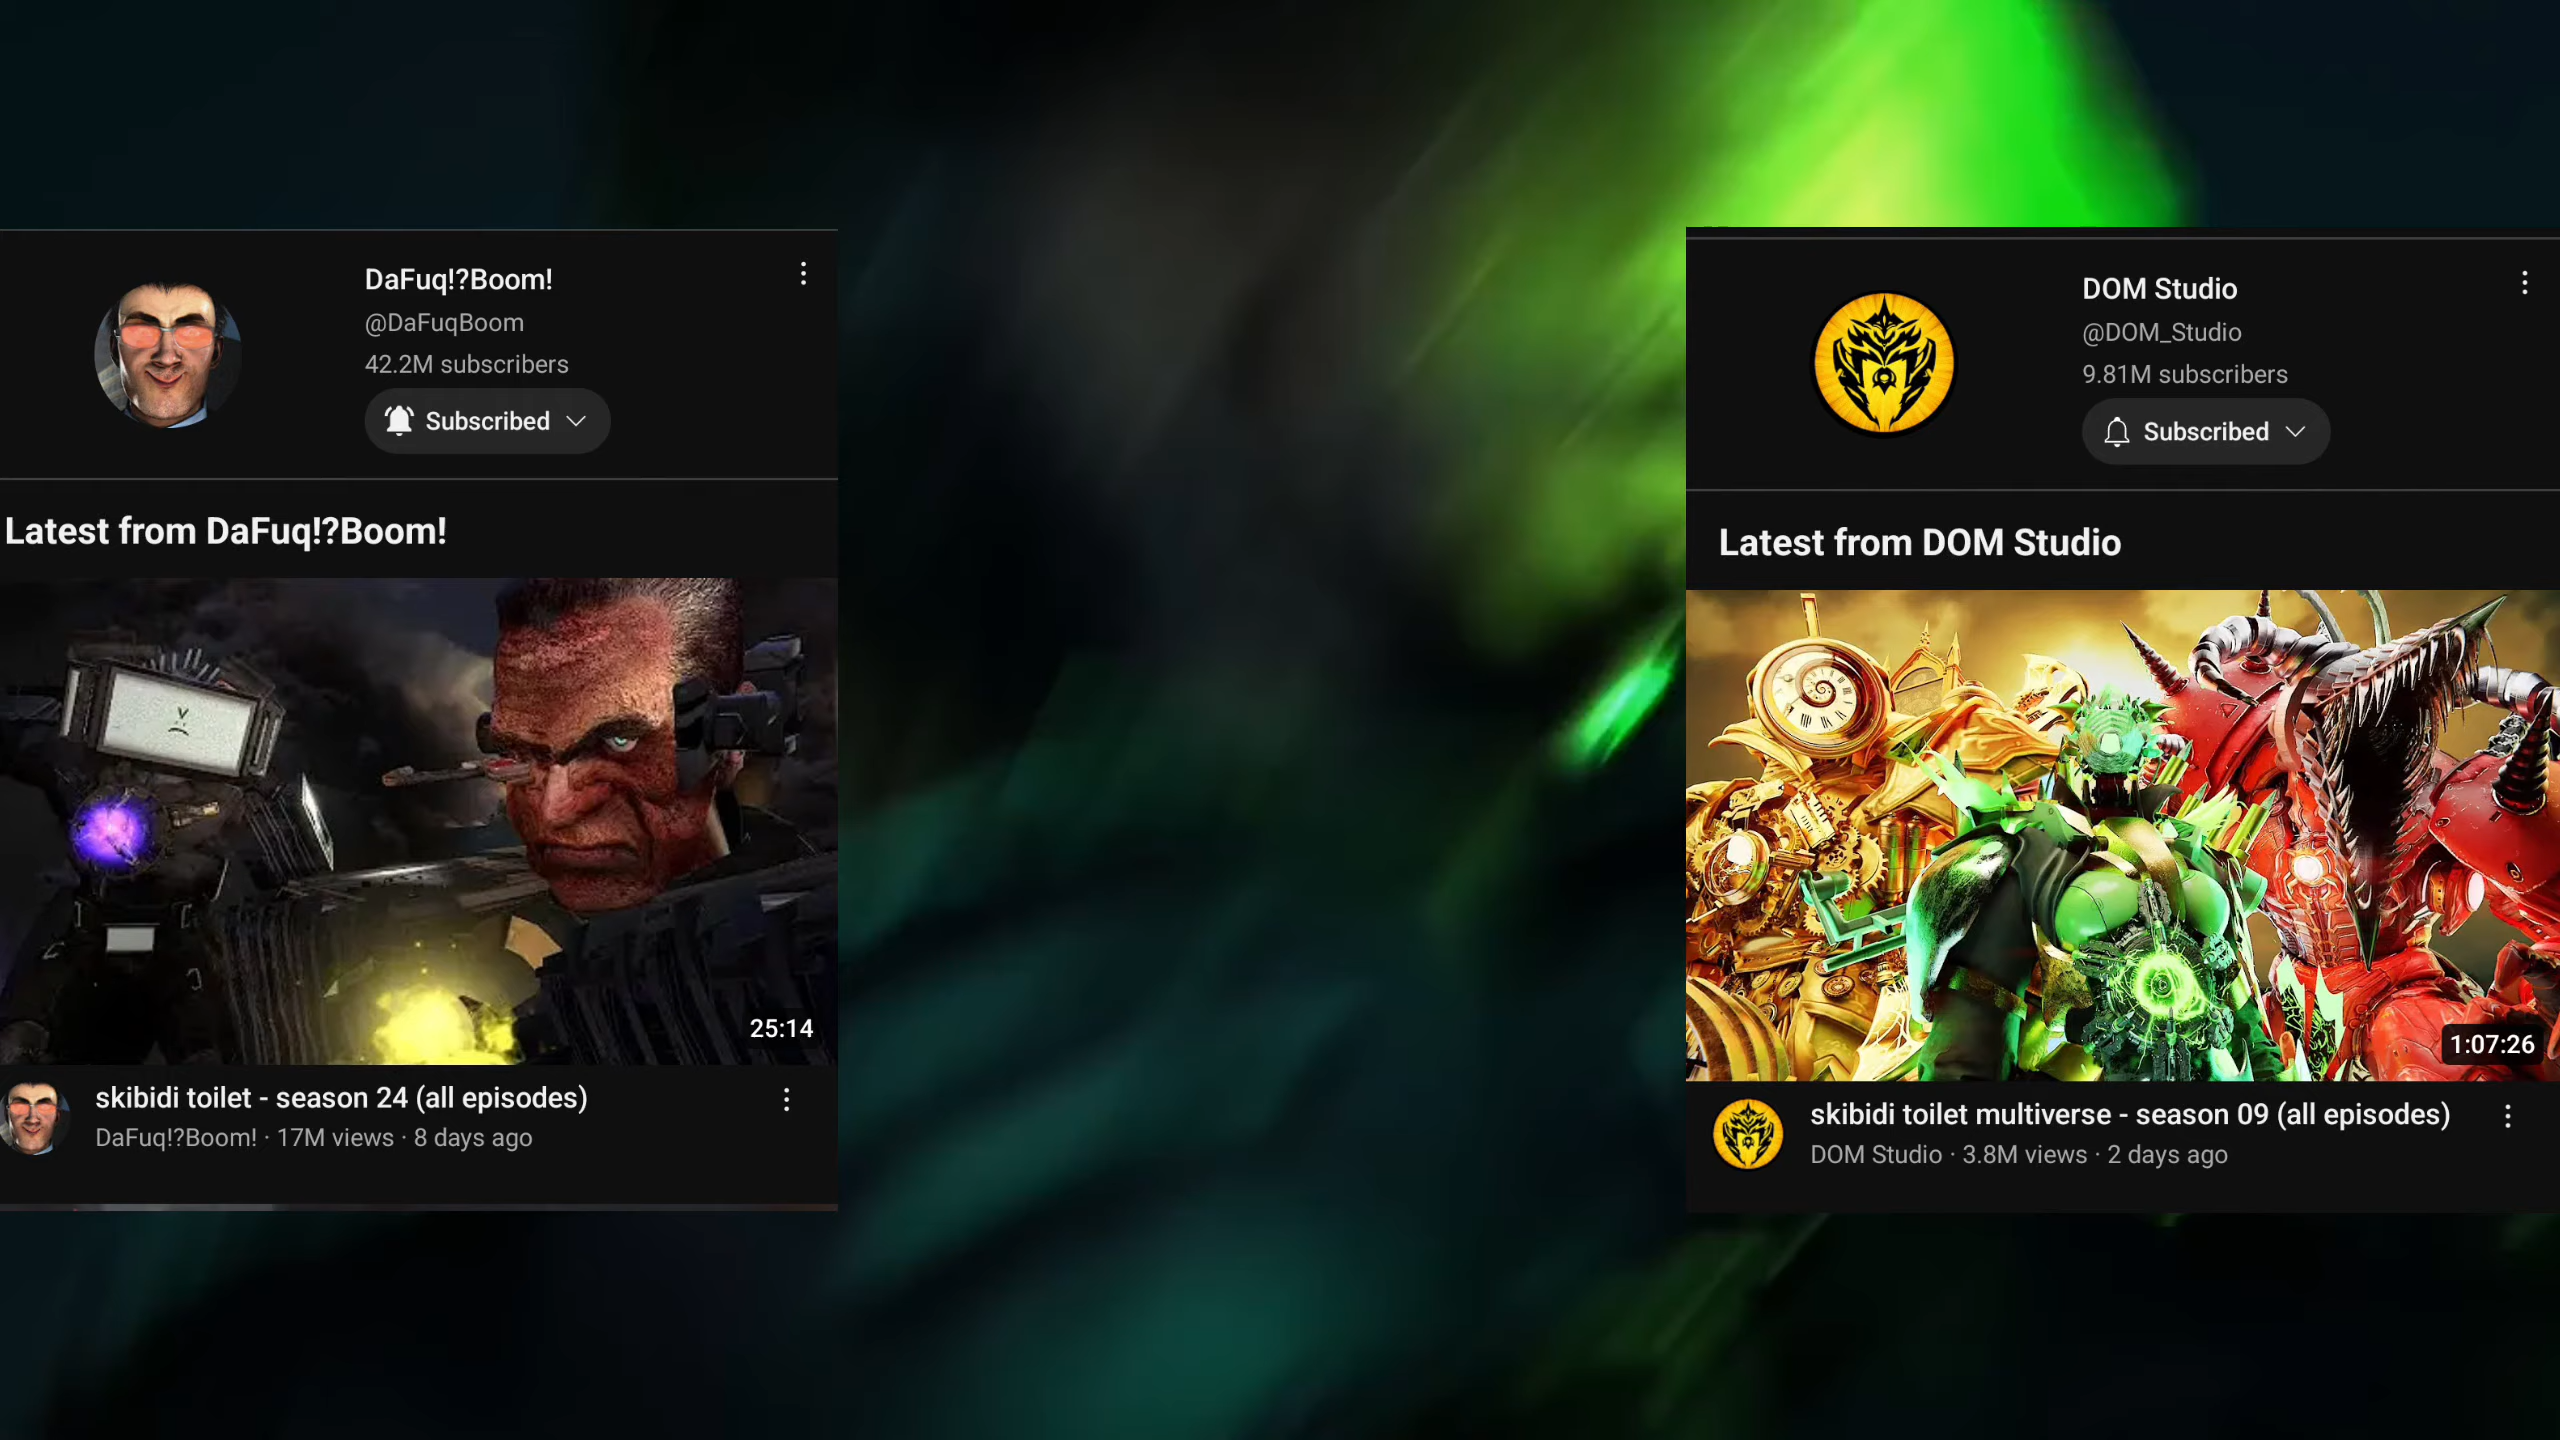 DaFuq!?Boom!
@DaFuqBoom
42.2M subscribers
Subscribed
Latest from DaFuq!?Boom!
25:14
skibidi toilet - season 24 (all episodes)
DaFuq!?Boom! · 17M views · 8 days ago
DOM Studio
@DOM_Studio
9.81M subscribers
Subscribed
Latest from DOM Studio
1:07:26
skibidi toilet multiverse - season 09 (all episodes)
DOM Studio · 3.8M views · 2 days ago